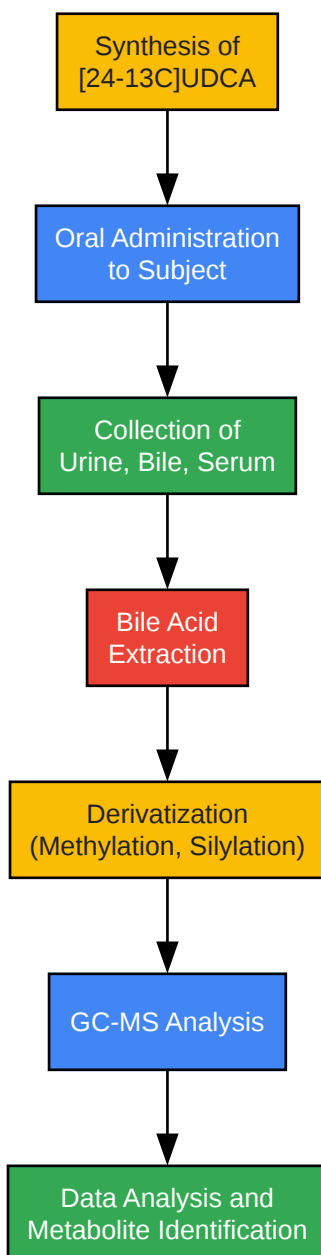 Synthesis of
[24-13C]UDCA
Oral Administration
to Subject
Collection of
Urine, Bile, Serum
Bile Acid
Extraction
Derivatization
(Methylation, Silylation)
GC-MS Analysis
Data Analysis and
Metabolite Identification